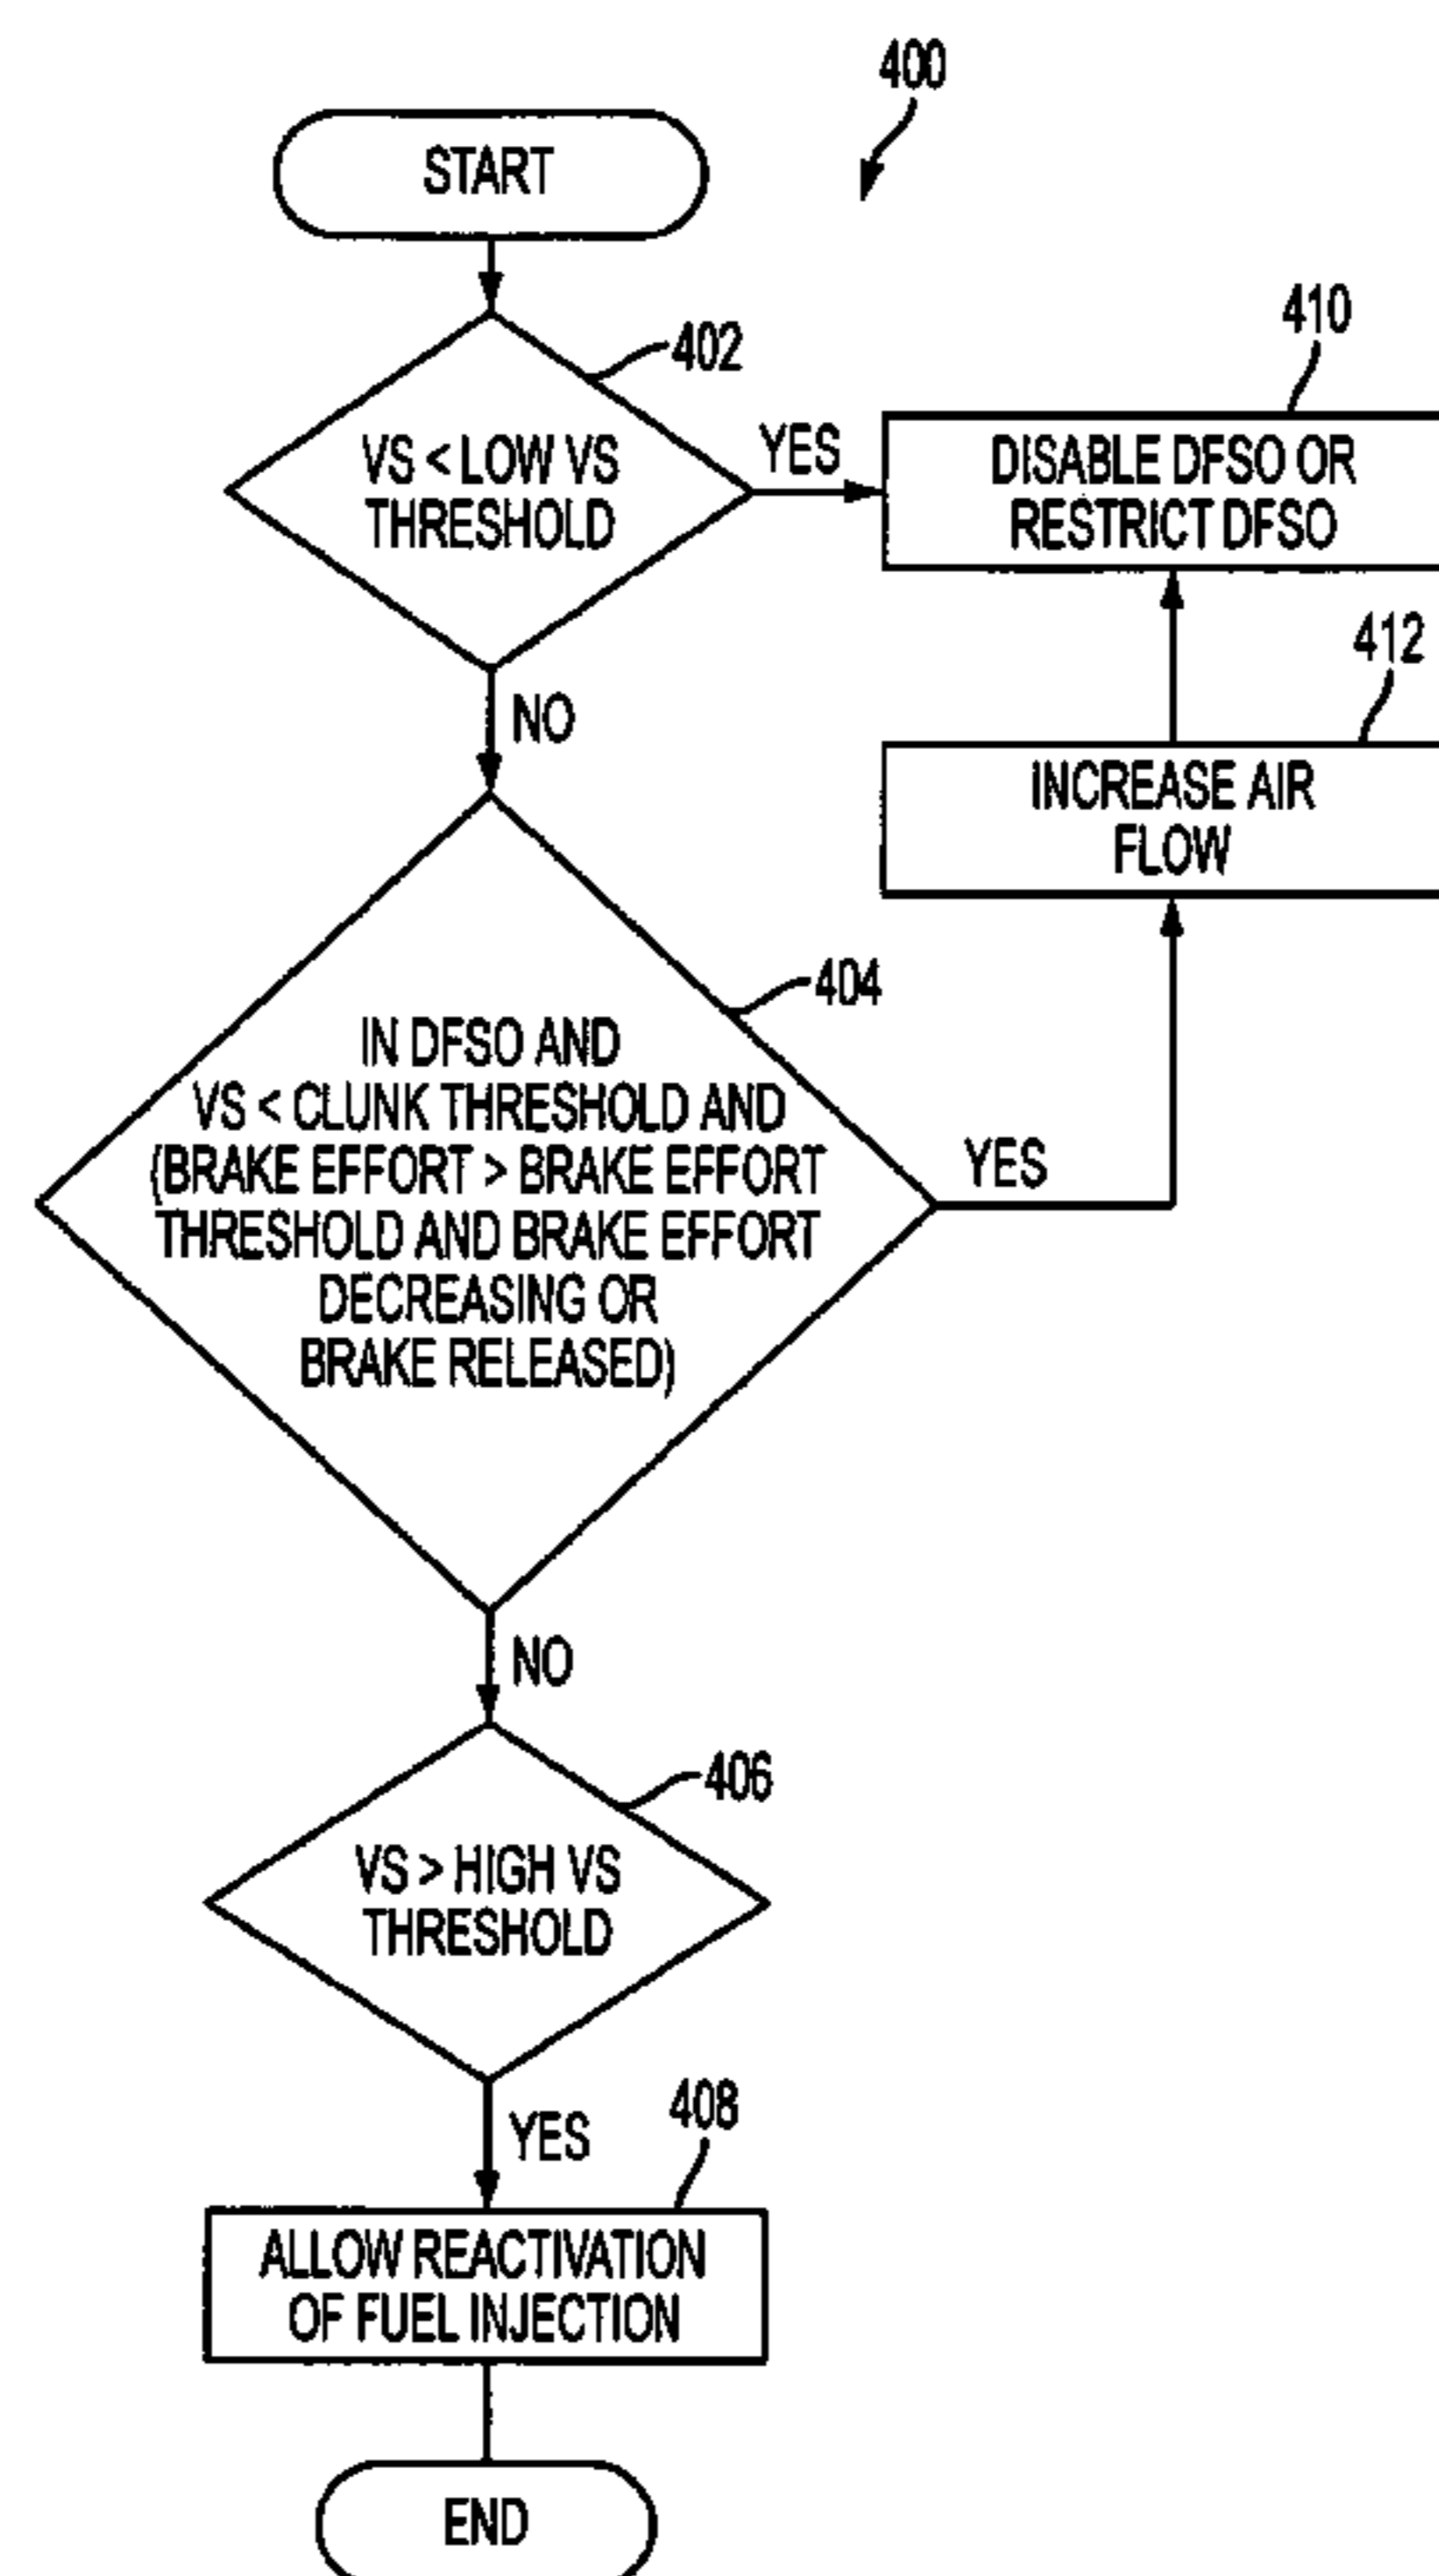 400
START
402
VS < LOW VS
THRESHOLD
YES
410
DISABLE DFSO OR
RESTRICT DFSO
NO
412
INCREASE AIR
FLOW
404
IN DFSO AND
VS < CLUNK THRESHOLD AND
(BRAKE EFFORT > BRAKE EFFORT
THRESHOLD AND BRAKE EFFORT
DECREASING OR
BRAKE RELEASED)
YES
NO
406
VS > HIGH VS
THRESHOLD
YES
408
ALLOW REACTIVATION
OF FUEL INJECTION
END